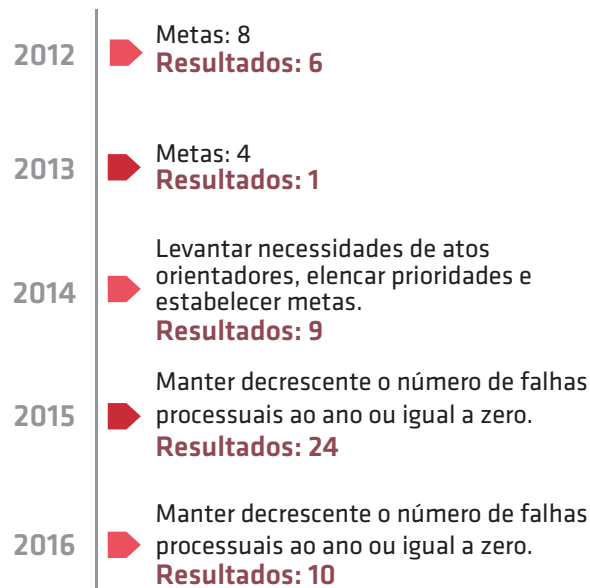 2012
Metas: 8
Resultados: 6
2013
Metas: 4
Resultados: 1
2014
Levantar necessidades de atos
orientadores, elencar prioridades e
estabelecer metas.
Resultados: 9
2015
Manter decrescente o número de falhas
processuais ao ano ou igual a zero.
Resultados: 24
2016
Manter decrescente o número de falhas
processuais ao ano ou igual a zero.
Resultados: 10